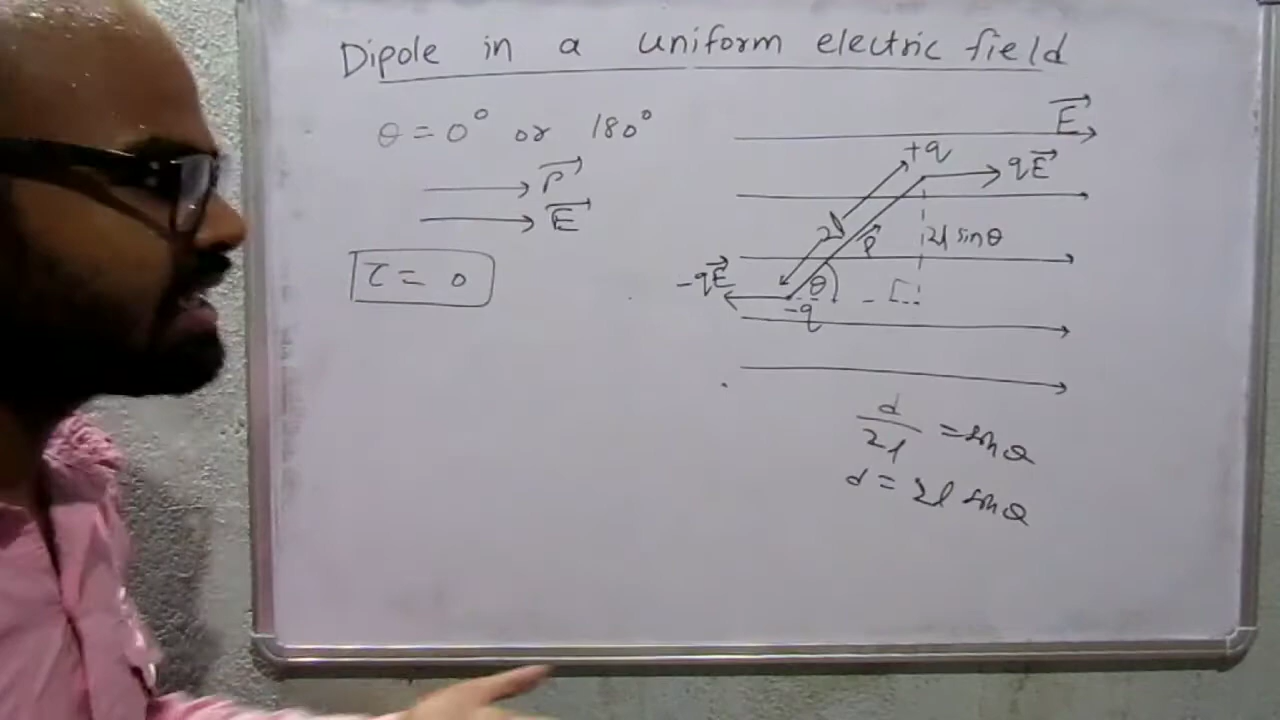 Dipole in a uniform electric field
θ = 0° or 180°
P⃗
E⃗
τ = 0
E⃗
+q
qE⃗
2l
P⃗
2l sinθ
-qE⃗
θ
-q
d/2l = sinθ
d = 2l sinθ